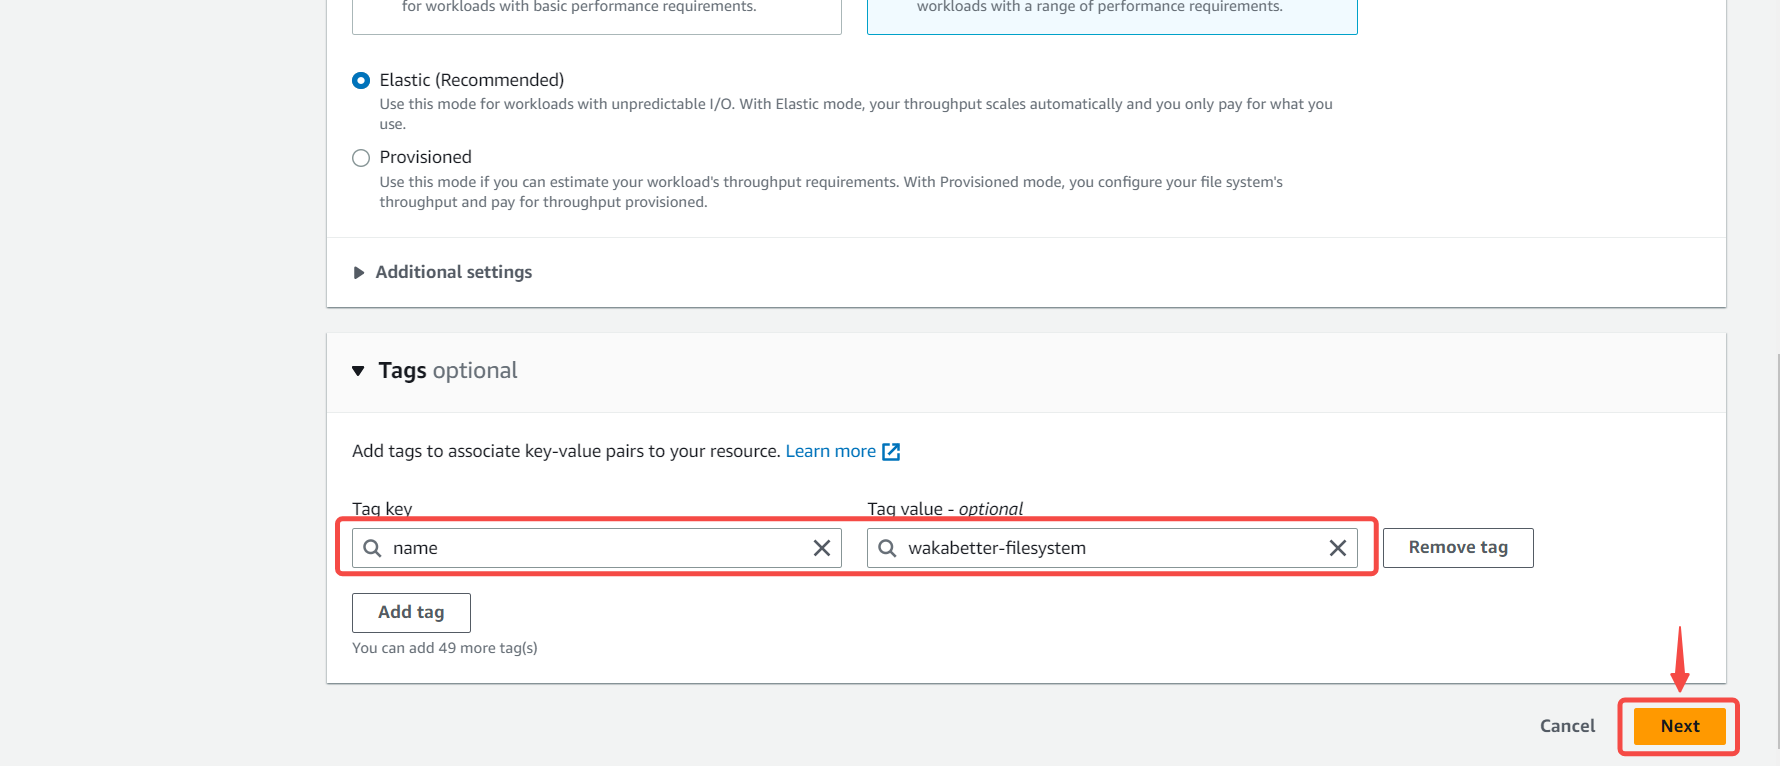 for workloads with basic performance requirements.
workloads with a range of performance requirements.
Elastic (Recommended)
Use this mode for workloads with unpredictable I/O. With Elastic mode, your throughput scales automatically and you only pay for what you
use.
Provisioned
Use this mode if you can estimate your workload's throughput requirements. With Provisioned mode, you configure your file system's
throughput and pay for throughput provisioned.
Additional settings
Tags optional
Add tags to associate key-value pairs to your resource. Learn more
Tag key
Tag value - optional
name
wakabetter-filesystem
Remove tag
Add tag
You can add 49 more tag(s)
Cancel
Next